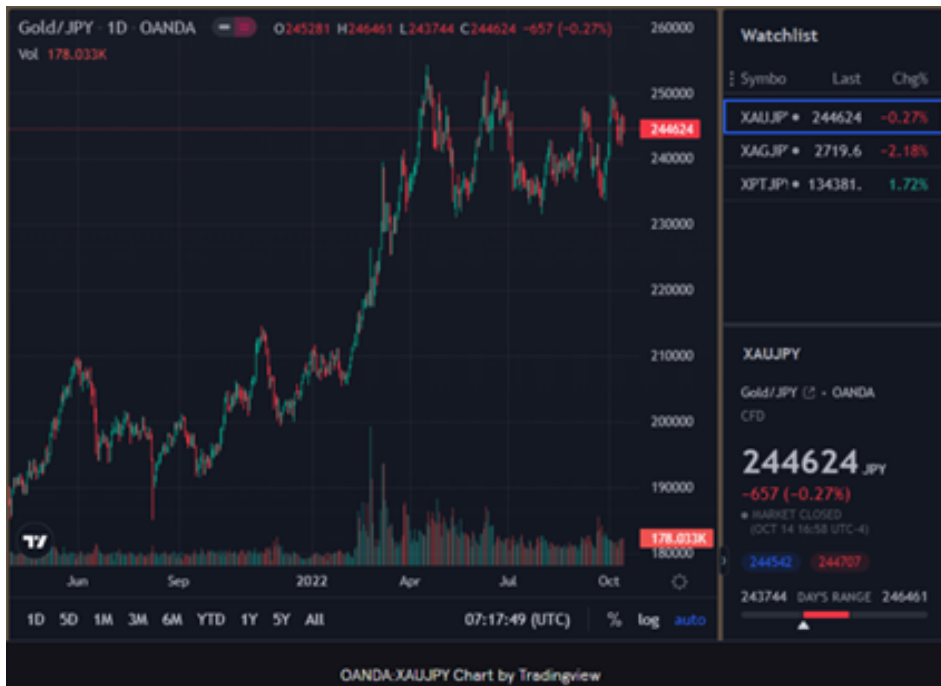 Gold/JPY · 1D · OANDA O245281 H246461 L243744 C244624 −657 (−0.27%)
Vol 178.033K
260000
250000
244624
240000
230000
220000
210000
200000
190000
178.033K
180000
Jun Sep 2022 Apr Jul Oct
1D 5D 1M 3M 6M YTD 1Y 5Y All 07:17:49 (UTC) % log auto
Watchlist
Symbo Last Chg%
XAUJP 244624 −0.27%
XAGJP 2719.6 −2.18%
XPTJP 134381. 1.72%
XAUJPY
Gold/JPY · OANDA
CFD
244624 JPY
−657 (−0.27%)
MARKET CLOSED
(OCT 14 16:58 UTC-4)
244542 244707
243744 DAY'S RANGE 246461
OANDA:XAUJPY Chart by Tradingview